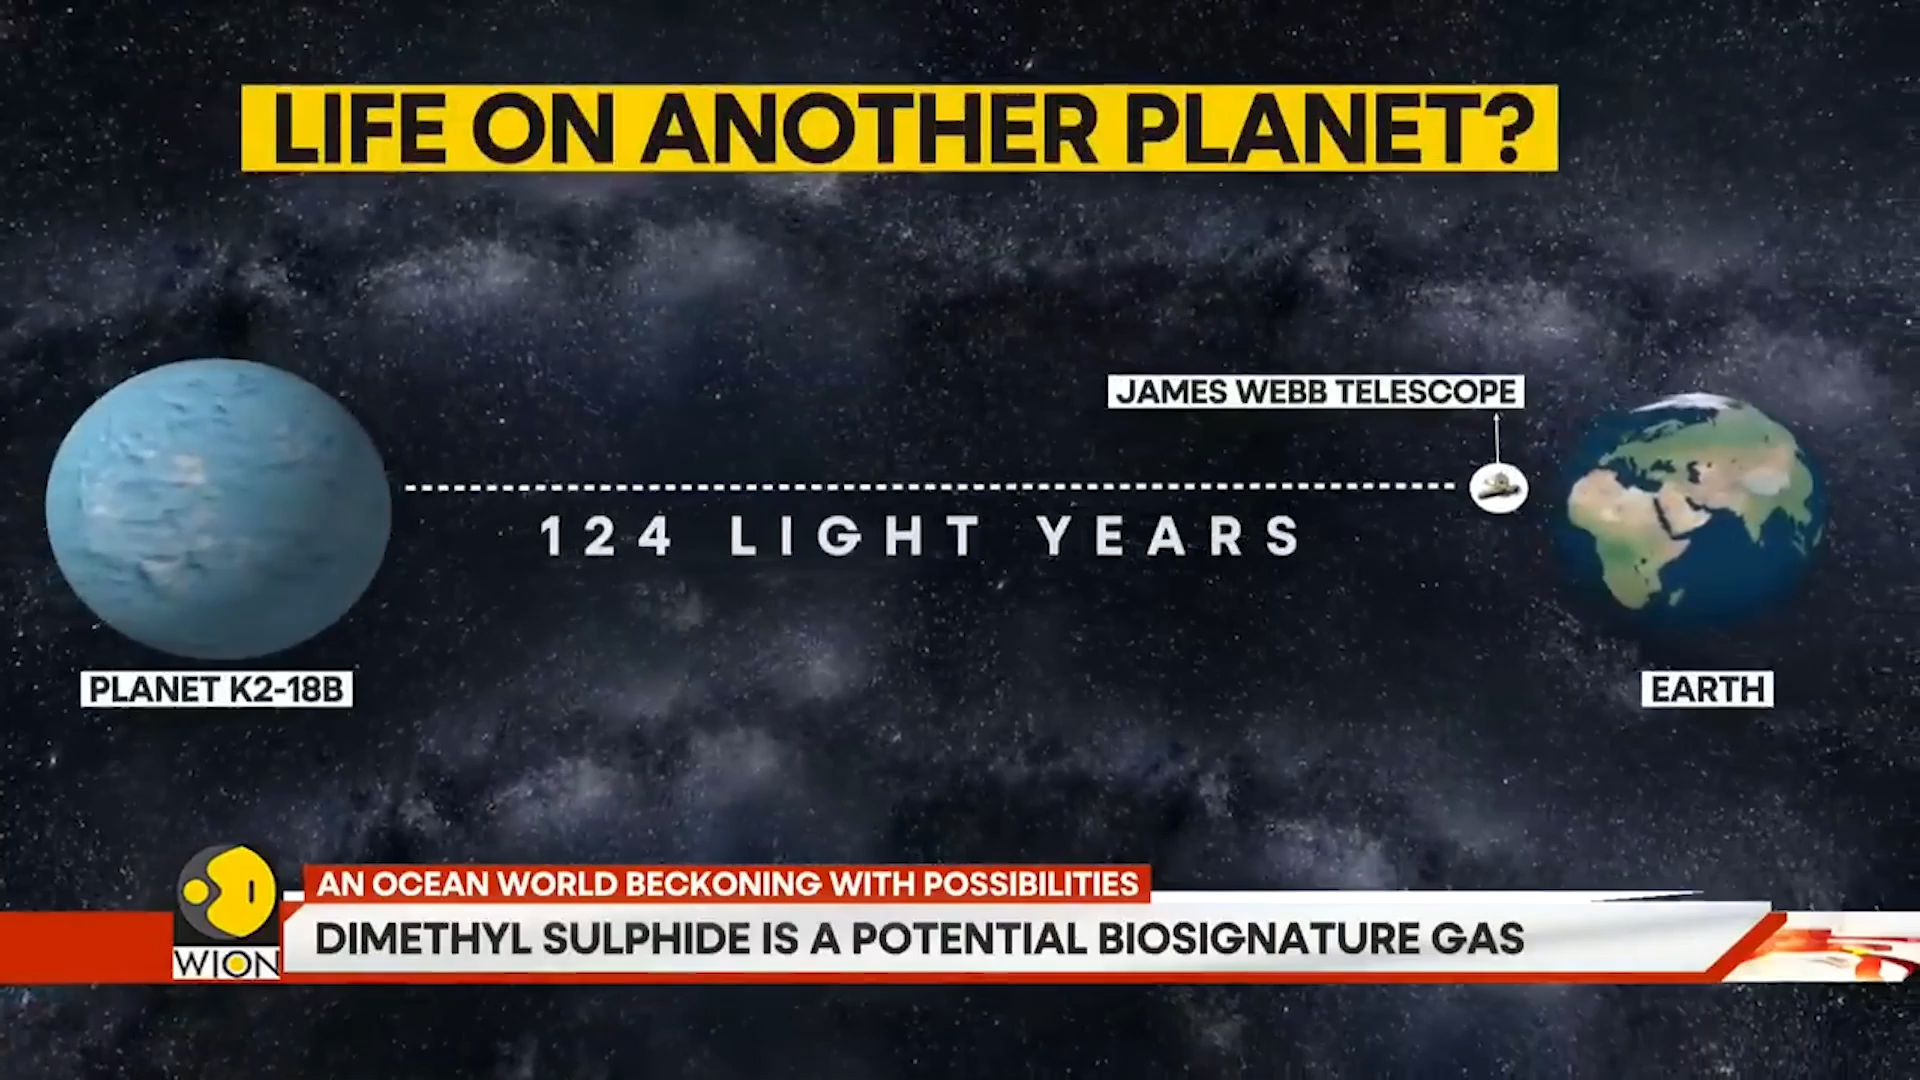 LIFE ON ANOTHER PLANET?
JAMES WEBB TELESCOPE
124 LIGHT YEARS
PLANET K2-18B
EARTH
AN OCEAN WORLD BECKONING WITH POSSIBILITIES
DIMETHYL SULPHIDE IS A POTENTIAL BIOSIGNATURE GAS
WION